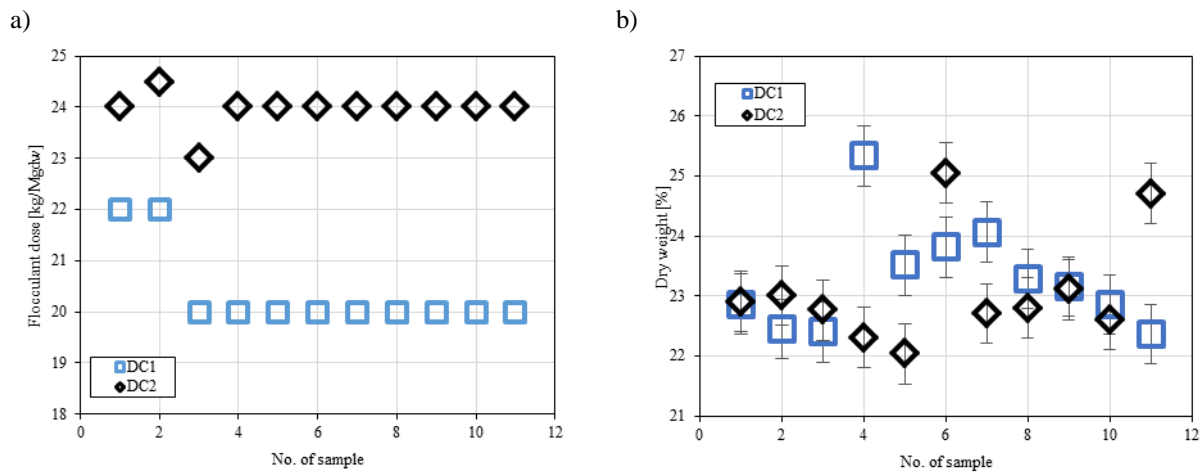 a)
b)
25
24
23
22
21
20
19
18
Flocculant dose [kg/Mgdw]
DC1
DC2
0
2
4
6
8
10
12
No. of sample
27
26
25
24
23
22
21
Dry weight [%]
DC1
DC2
0
2
4
6
8
10
12
No. of sample